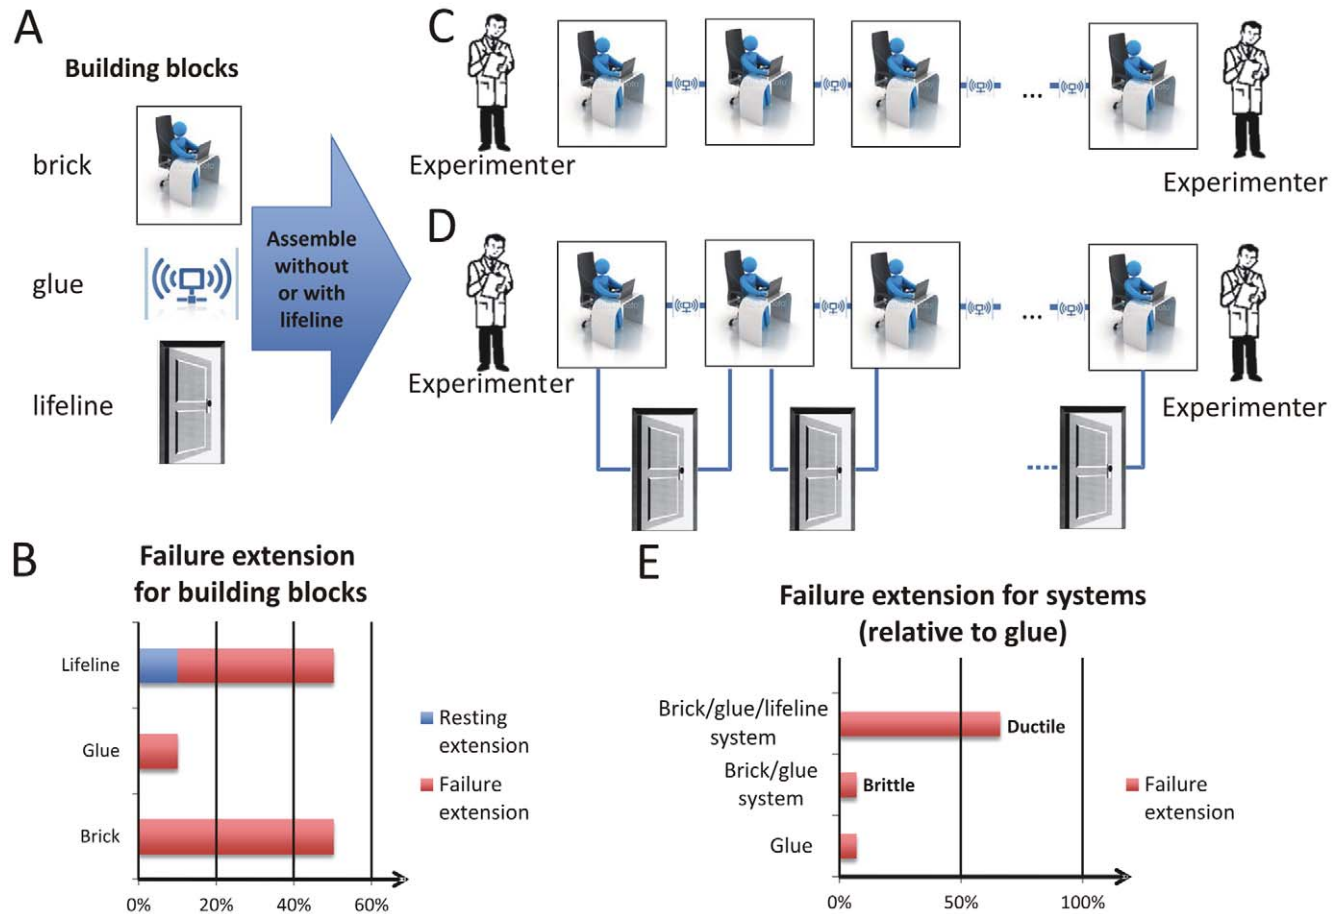 A
Building blocks
brick
glue
lifeline
Assemble
without
or with
lifeline
C
Experimenter
...
Experimenter
D
Experimenter
...
Experimenter
B
Failure extension
for building blocks
Lifeline
Glue
Brick
0%
20%
40%
60%
Resting
extension
Failure
extension
E
Failure extension for systems
(relative to glue)
Brick/glue/lifeline
system
Ductile
Brick/glue
system
Brittle
Glue
0%
50%
100%
Failure
extension